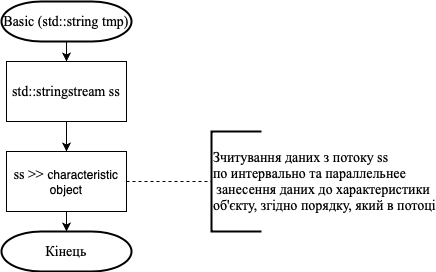 Basic (std::string tmp)
std::stringstream ss
ss >> characteristic
object
Зчитування даних з потоку ss
по интервально та параллельнее
занесення даних до характеристики
об'єкту, згідно порядку, який в потоці
Кінець